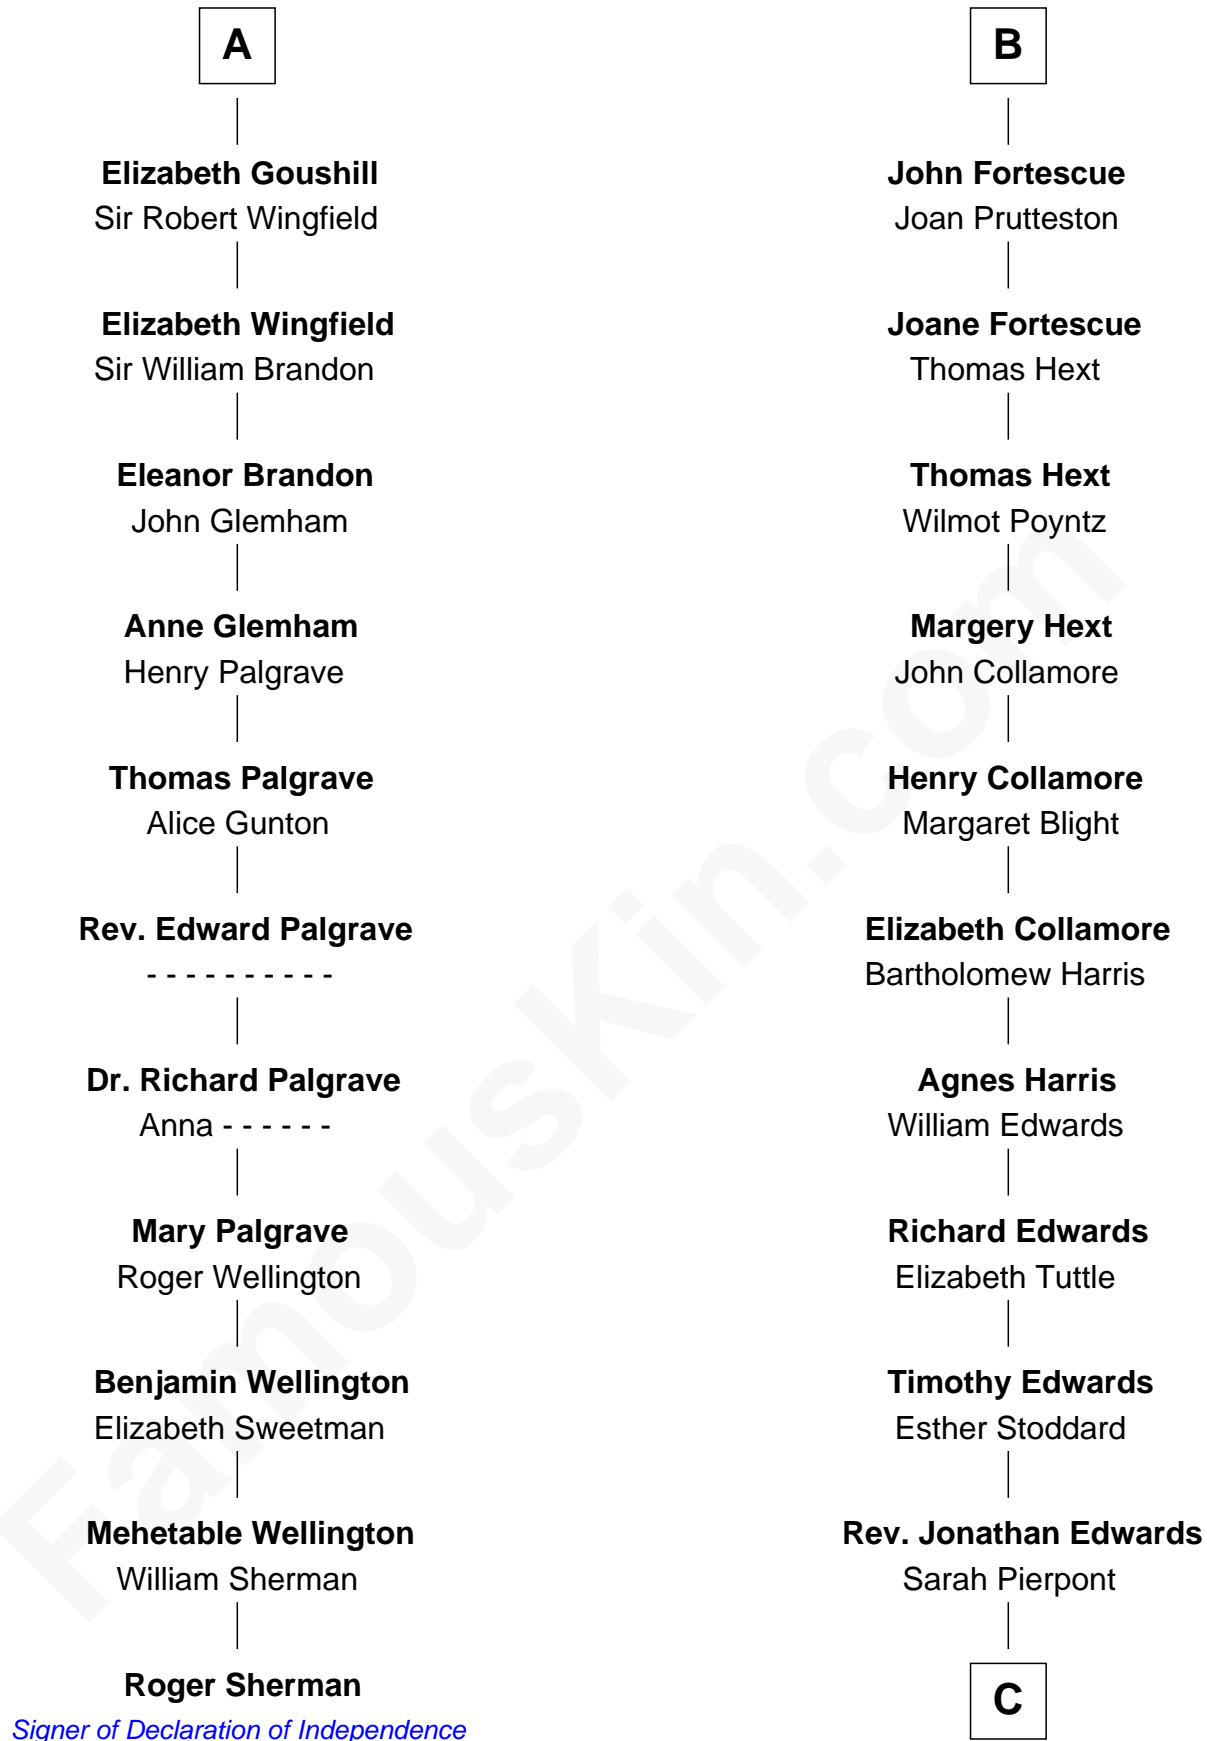 A
Elizabeth Goushill
Sir Robert Wingfield
Elizabeth Wingfield
Sir William Brandon
Eleanor Brandon
John Glemham
Anne Glemham
Henry Palgrave
Thomas Palgrave
Alice Gunton
Rev. Edward Palgrave
- - - - - - - - - -
Dr. Richard Palgrave
Anna - - - - - -
Mary Palgrave
Roger Wellington
Benjamin Wellington
Elizabeth Sweetman
Mehetable Wellington
William Sherman
Roger Sherman
Signer of Declaration of Independence
B
John Fortescue
Joan Prutteston
Joane Fortescue
Thomas Hext
Thomas Hext
Wilmot Poyntz
Margery Hext
John Collamore
Henry Collamore
Margaret Blight
Elizabeth Collamore
Bartholomew Harris
Agnes Harris
William Edwards
Richard Edwards
Elizabeth Tuttle
Timothy Edwards
Esther Stoddard
Rev. Jonathan Edwards
Sarah Pierpont
C
FamousKin.com